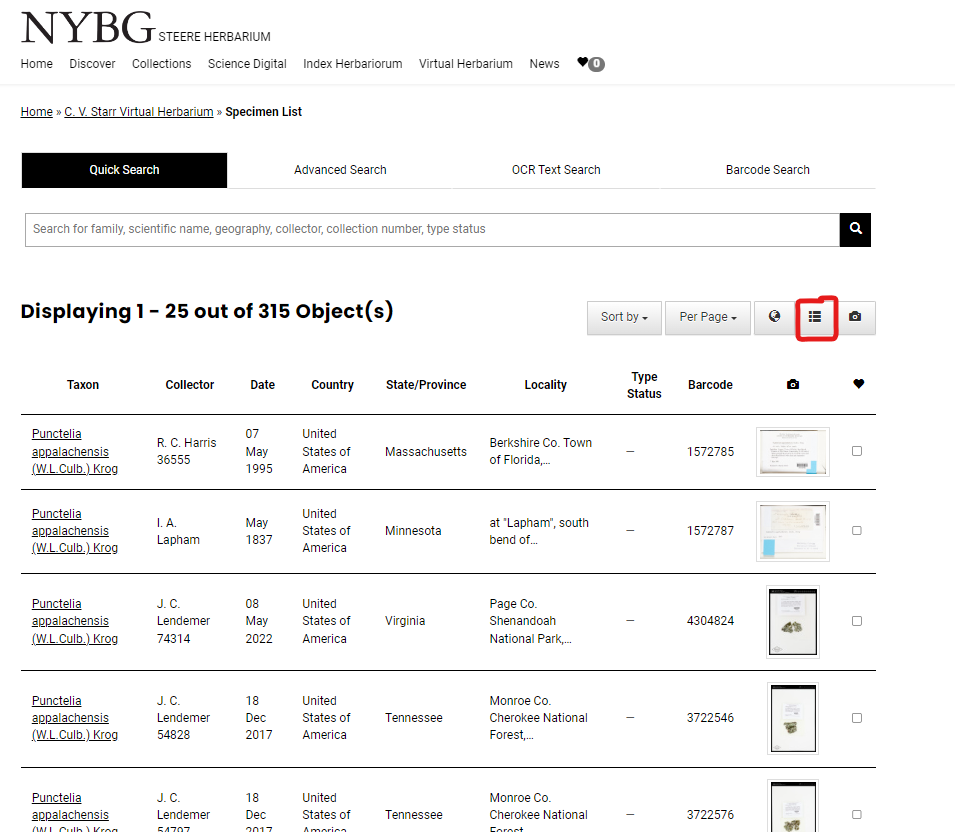 NYBG STEERE HERBARIUM
Home Discover Collections Science Digital Index Herbariorum Virtual Herbarium News 0
Home » C. V. Starr Virtual Herbarium » Specimen List
Quick Search Advanced Search OCR Text Search Barcode Search
Search for family, scientific name, geography, collector, collection number, type status
Displaying 1 - 25 out of 315 Object(s)
Sort by Per Page
Taxon Collector Date Country State/Province Locality Type Status Barcode
Punctelia appalachensis (W.L.Culb.) Krog R. C. Harris 36555 07 May 1995 United States of America Massachusetts Berkshire Co. Town of Florida,... — 1572785
Punctelia appalachensis (W.L.Culb.) Krog I. A. Lapham May 1837 United States of America Minnesota at "Lapham", south bend of... — 1572787
Punctelia appalachensis (W.L.Culb.) Krog J. C. Lendemer 74314 08 May 2022 United States of America Virginia Page Co. Shenandoah National Park,... — 4304824
Punctelia appalachensis (W.L.Culb.) Krog J. C. Lendemer 54828 18 Dec 2017 United States of America Tennessee Monroe Co. Cherokee National Forest,... — 3722546
Punctelia appalachensis (W.L.Culb.) Krog J. C. Lendemer 54797 18 Dec 2017 United States of America Tennessee Monroe Co. Cherokee National Forest — 3722576